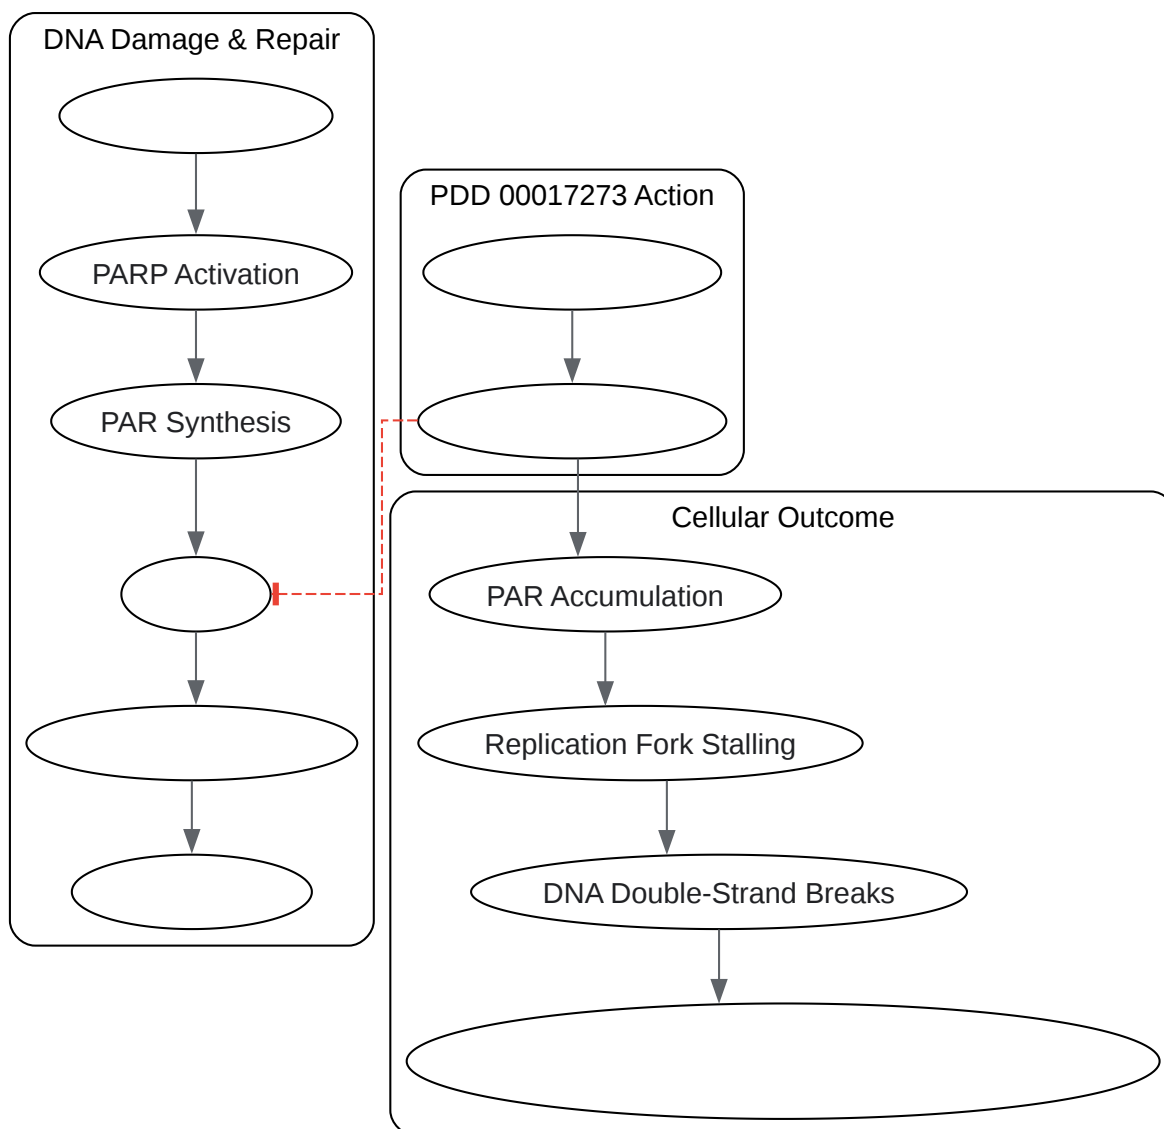 DNA Damage & Repair
PARP Activation
PAR Synthesis
PDD 00017273 Action
Cellular Outcome
PAR Accumulation
Replication Fork Stalling
DNA Double-Strand Breaks